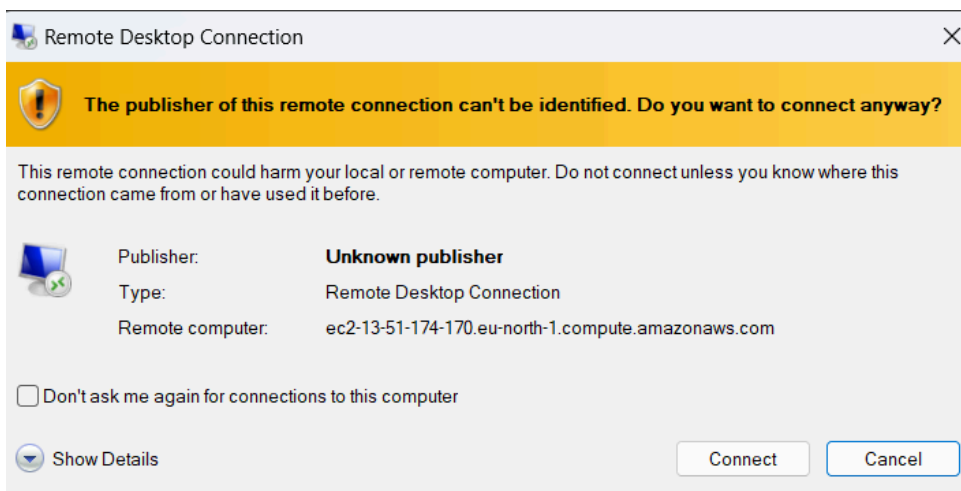 Remote Desktop Connection
The publisher of this remote connection can't be identified. Do you want to connect anyway?
This remote connection could harm your local or remote computer. Do not connect unless you know where this
connection came from or have used it before.
Publisher: Unknown publisher
Type: Remote Desktop Connection
Remote computer: ec2-13-51-174-170.eu-north-1.compute.amazonaws.com
Don't ask me again for connections to this computer
Show Details Connect Cancel